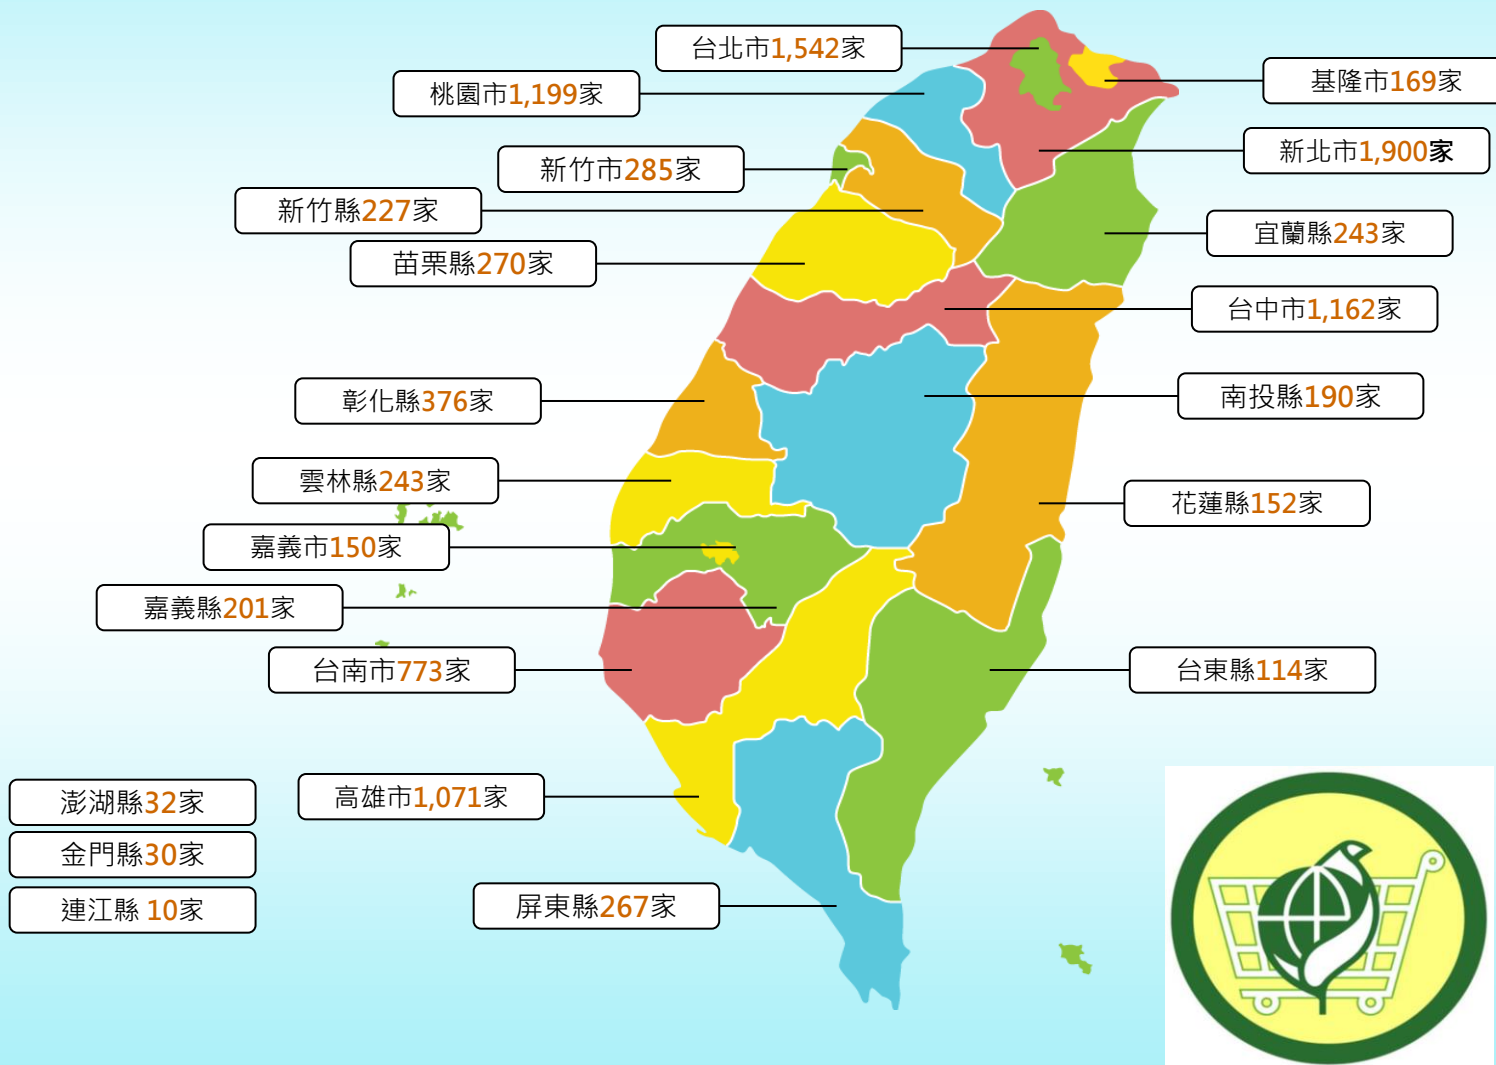 台北市1,542家
基隆市169家
桃園市1,199家
新北市1,900家
新竹市285家
新竹縣227家
宜蘭縣243家
苗栗縣270家
台中市1,162家
彰化縣376家
南投縣190家
雲林縣243家
花蓮縣152家
嘉義市150家
嘉義縣201家
台南市773家
台東縣114家
澎湖縣32家
高雄市1,071家
金門縣30家
連江縣 10家
屏東縣267家